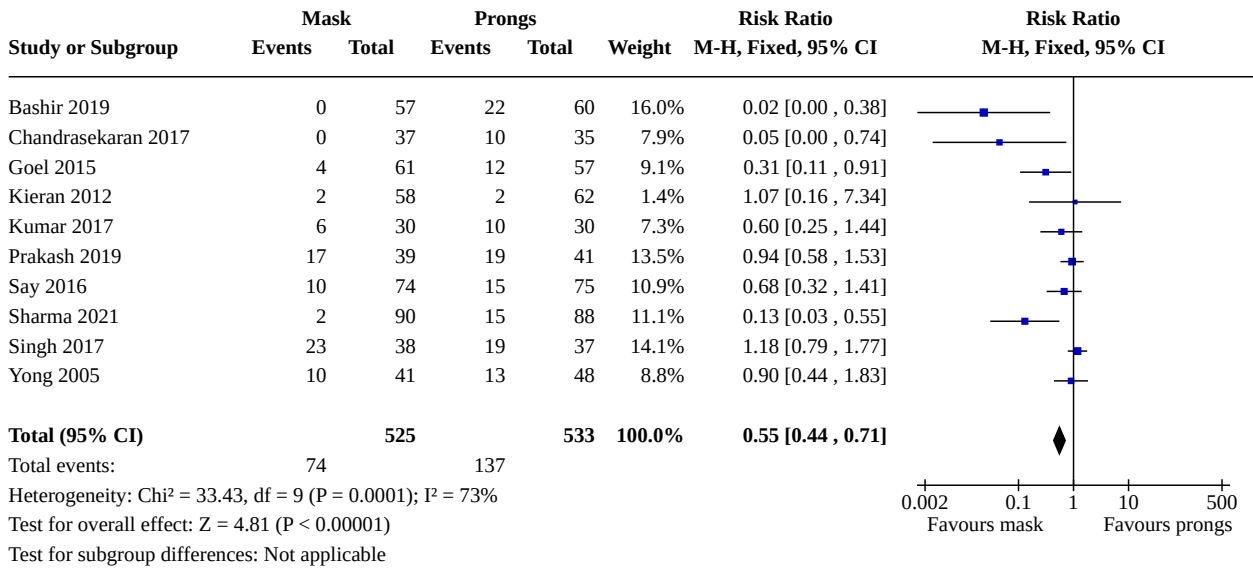 Mask Prongs Risk Ratio Risk Ratio
Study or Subgroup Events Total Events Total Weight M-H, Fixed, 95% CI M-H, Fixed, 95% CI
Bashir 2019 0 57 22 60 16.0% 0.02 [0.00 , 0.38]
Chandrasekaran 2017 0 37 10 35 7.9% 0.05 [0.00 , 0.74]
Goel 2015 4 61 12 57 9.1% 0.31 [0.11 , 0.91]
Kieran 2012 2 58 2 62 1.4% 1.07 [0.16 , 7.34]
Kumar 2017 6 30 10 30 7.3% 0.60 [0.25 , 1.44]
Prakash 2019 17 39 19 41 13.5% 0.94 [0.58 , 1.53]
Say 2016 10 74 15 75 10.9% 0.68 [0.32 , 1.41]
Sharma 2021 2 90 15 88 11.1% 0.13 [0.03 , 0.55]
Singh 2017 23 38 19 37 14.1% 1.18 [0.79 , 1.77]
Yong 2005 10 41 13 48 8.8% 0.90 [0.44 , 1.83]
Total (95% CI) 525 533 100.0% 0.55 [0.44 , 0.71]
Total events: 74 137
Heterogeneity: Chi² = 33.43, df = 9 (P = 0.0001); I² = 73%
Test for overall effect: Z = 4.81 (P < 0.00001)
Test for subgroup differences: Not applicable
0.002 0.1 1 10 500
Favours mask Favours prongs